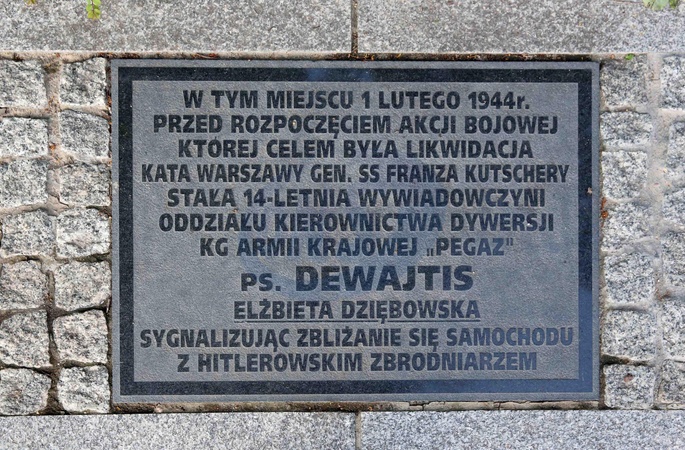 W TYM MIEJSCU 1 LUTEGO 1944r.
PRZED ROZPOCZĘCIEM AKCJI BOJOWEJ
KTÓREJ CELEM BYŁA LIKWIDACJA
KATA WARSZAWY GEN. SS FRANZA KUTSCHERY
STAŁA 14-LETNIA WYWIADOWCZYNI
ODDZIAŁU KIEROWNICTWA DYWERSJI
KG ARMII KRAJOWEJ „PEGAZ"
PS. DEWAJTIS
ELŻBIETA DZIĘBOWSKA
SYGNALIZUJĄC ZBLIŻANIE SIĘ SAMOCHODU
Z HITLEROWSKIM ZBRODNIARZEM